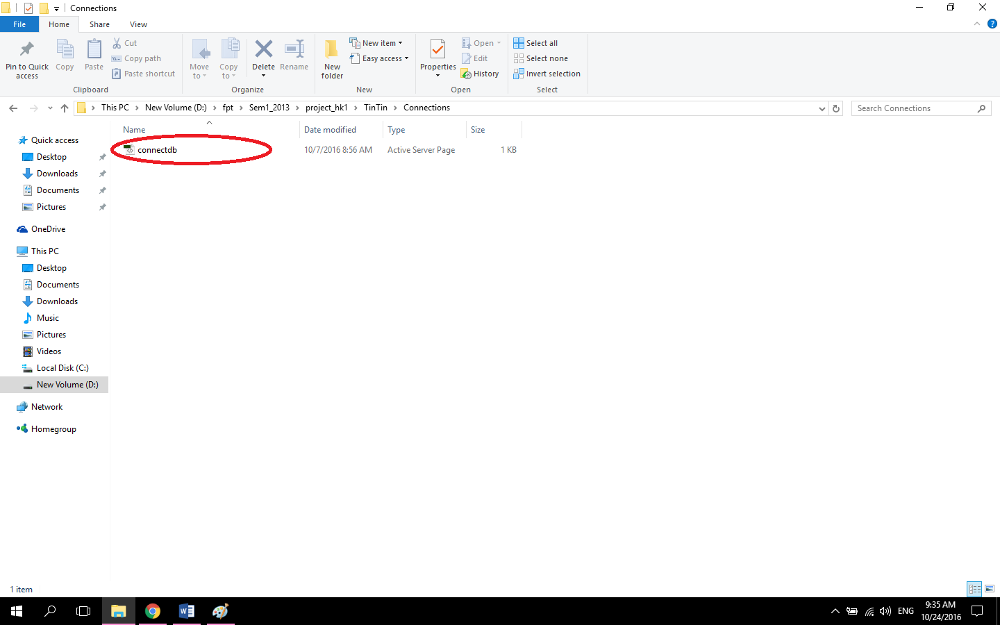 Connections
File Home Share View
Pin to Quick access
Copy
Paste
Cut
Copy path
Paste shortcut
Clipboard
Move to
Copy to
Delete
Rename
Organize
New folder
New item
Easy access
New
Properties
Open
Edit
History
Open
Select all
Select none
Invert selection
Select
This PC New Volume (D:) fpt Sem1_2013 project_hk1 TinTin Connections
Search Connections
Name Date modified Type Size
connectdb 10/7/2016 8:56 AM Active Server Page 1 KB
Quick access
Desktop
Downloads
Documents
Pictures
OneDrive
This PC
Desktop
Documents
Downloads
Music
Pictures
Videos
Local Disk (C:)
New Volume (D:)
Network
Homegroup
1 item
ENG
9:35 AM
10/24/2016